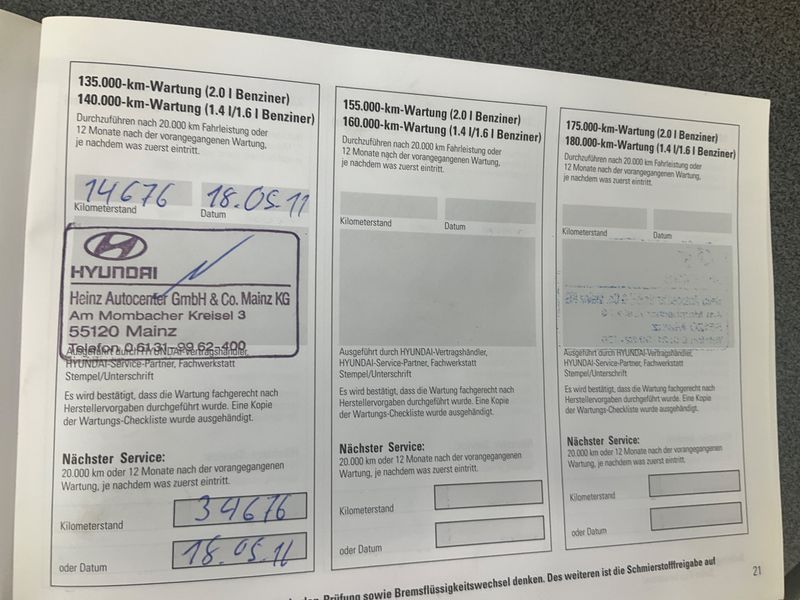 135.000-km-Wartung (2.0 l Benziner)
140.000-km-Wartung (1.4 l/1.6 l Benziner)
Durchzuführen nach 20.000 km Fahrleistung oder
12 Monate nach der vorangegangenen Wartung,
je nachdem was zuerst eintritt.
14676 18.05.11
Kilometerstand Datum
HYUNDAI
Heinz Autocenter GmbH & Co. Mainz KG
Am Mombacher Kreisel 3
55120 Mainz
Telefon 0 61 31 - 99 62-400
Ausgeführt durch HYUNDAI-Vertragshändler,
HYUNDAI-Service-Partner, Fachwerkstatt
Stempel/Unterschrift
Es wird bestätigt, dass die Wartung fachgerecht nach
Herstellervorgaben durchgeführt wurde. Eine Kopie
der Wartungs-Checkliste wurde ausgehändigt.
Nächster Service:
20.000 km oder 12 Monate nach der vorangegangenen
Wartung, je nachdem was zuerst eintritt.
Kilometerstand 34676
oder Datum 18.05.11
155.000-km-Wartung (2.0 l Benziner)
160.000-km-Wartung (1.4 l/1.6 l Benziner)
Durchzuführen nach 20.000 km Fahrleistung oder
12 Monate nach der vorangegangenen Wartung,
je nachdem was zuerst eintritt.
Kilometerstand Datum
Ausgeführt durch HYUNDAI-Vertragshändler,
HYUNDAI-Service-Partner, Fachwerkstatt
Stempel/Unterschrift
Es wird bestätigt, dass die Wartung fachgerecht nach
Herstellervorgaben durchgeführt wurde. Eine Kopie
der Wartungs-Checkliste wurde ausgehändigt.
Nächster Service:
20.000 km oder 12 Monate nach der vorangegangenen
Wartung, je nachdem was zuerst eintritt.
Kilometerstand
oder Datum
175.000-km-Wartung (2.0 l Benziner)
180.000-km-Wartung (1.4 l/1.6 l Benziner)
Durchzuführen nach 20.000 km Fahrleistung oder
12 Monate nach der vorangegangenen Wartung,
je nachdem was zuerst eintritt.
Kilometerstand Datum
Ausgeführt durch HYUNDAI-Vertragshändler,
HYUNDAI-Service-Partner, Fachwerkstatt
Stempel/Unterschrift
Es wird bestätigt, dass die Wartung fachgerecht nach
Herstellervorgaben durchgeführt wurde. Eine Kopie
der Wartungs-Checkliste wurde ausgehändigt.
Nächster Service:
20.000 km oder 12 Monate nach der vorangegangenen
Wartung, je nachdem was zuerst eintritt.
Kilometerstand
oder Datum
Prüfung sowie Bremsflüssigkeitswechsel denken. Des weiteren ist die Schmierstofffreigabe auf
21